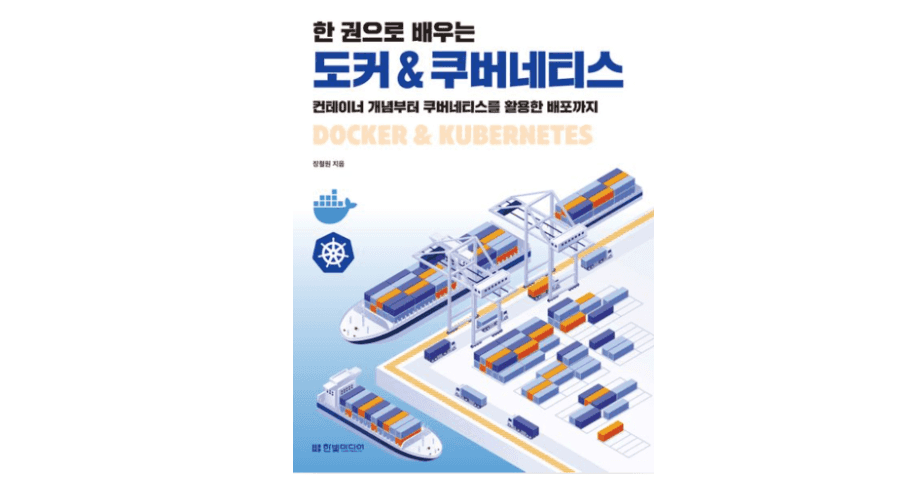 한 권으로 배우는
도커 & 쿠버네티스
컨테이너 개념부터 쿠버네티스를 활용한 배포까지
DOCKER & KUBERNETES
장철원 지음
한빛미디어